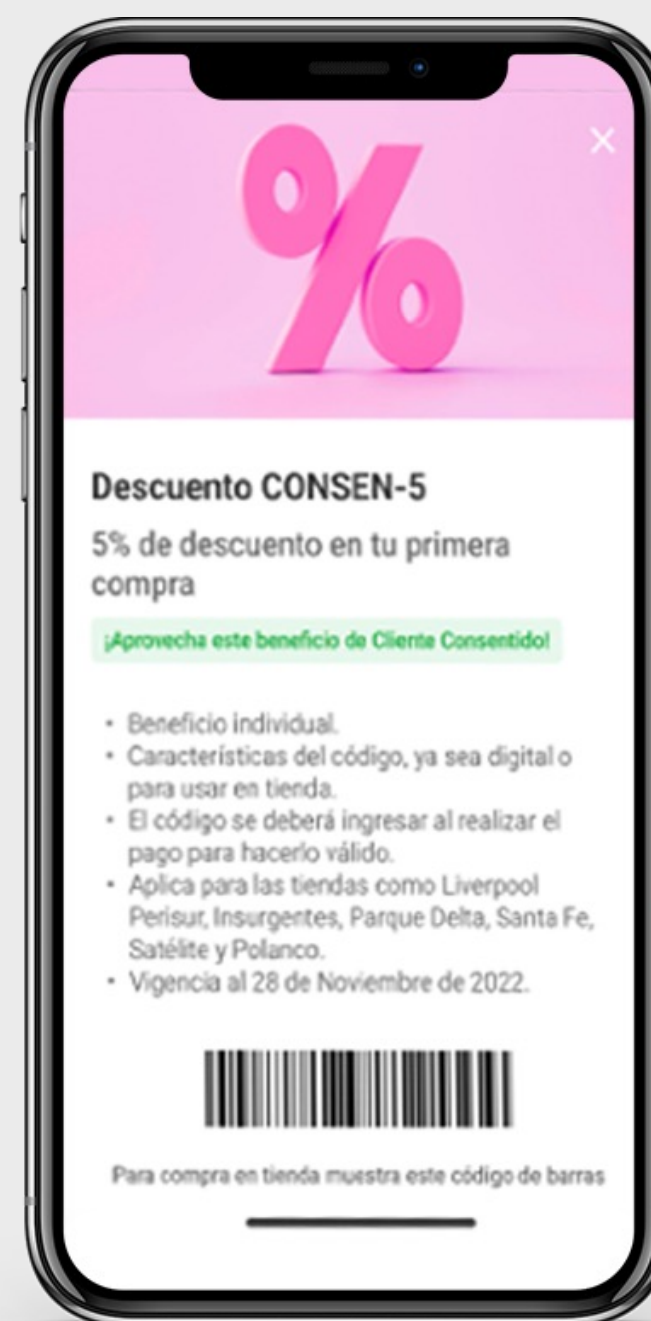 %
Descuento CONSEN-5
5% de descuento en tu primera
compra
¡Aprovecha este beneficio de Cliente Consentido!
• Beneficio individual.
• Características del código, ya sea digital o
para usar en tienda.
• El código se deberá ingresar al realizar el
pago para hacerlo válido.
• Aplica para las tiendas como Liverpool
Perisur, Insurgentes, Parque Delta, Santa Fe,
Satélite y Polanco.
• Vigencia al 28 de Noviembre de 2022.
Para compra en tienda muestra este código de barras